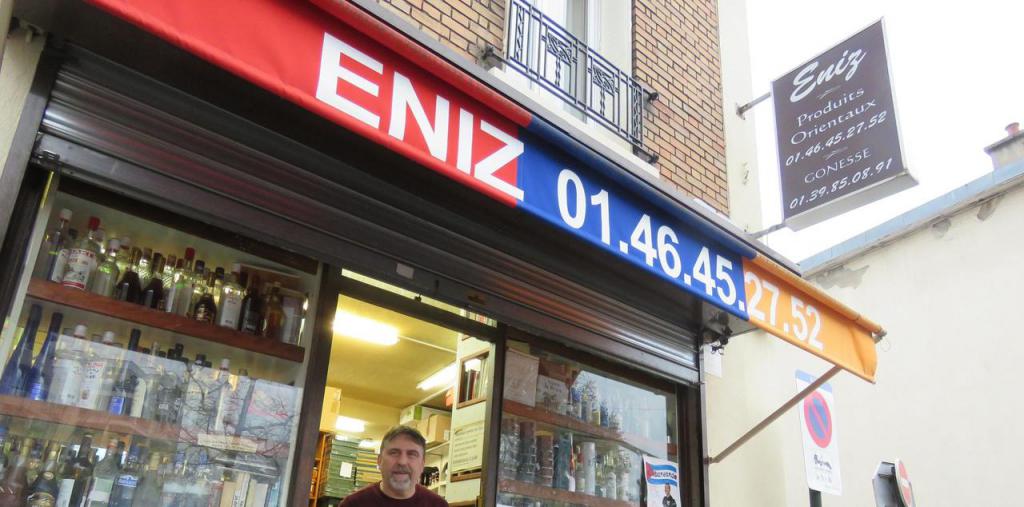 ENIZ 01.46.45.27.52
Eniz
Produits
Orientaux
01.46.45.27.52
GONESSE
01.39.85.08.91